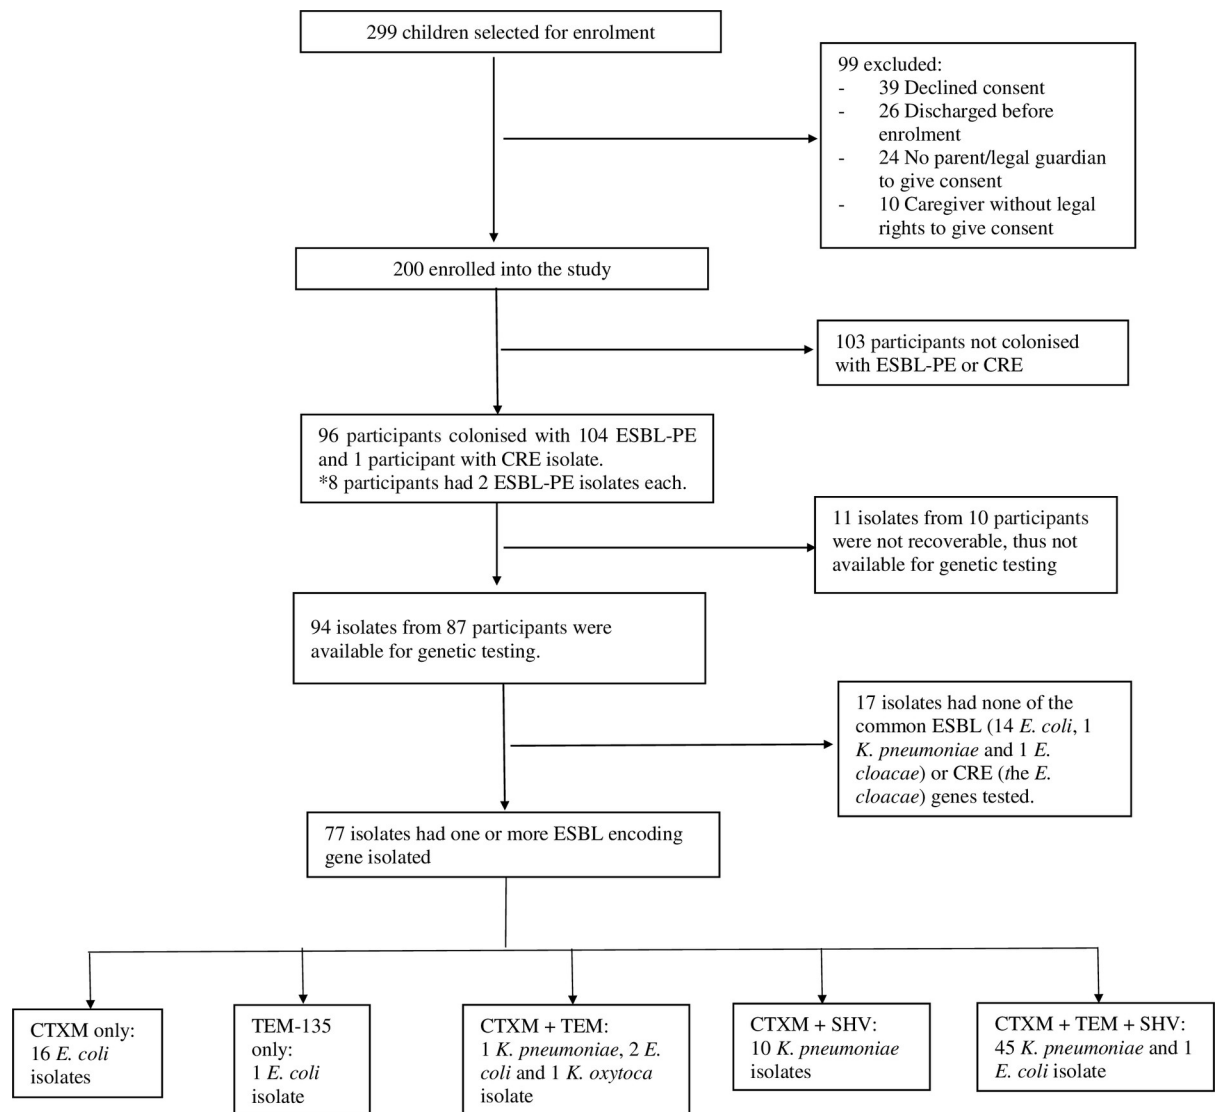 299 children selected for enrolment
99 excluded:
- 39 Declined consent
- 26 Discharged before
enrolment
- 24 No parent/legal guardian
to give consent
- 10 Caregiver without legal
rights to give consent
200 enrolled into the study
103 participants not colonised
with ESBL-PE or CRE
96 participants colonised with 104 ESBL-PE
and 1 participant with CRE isolate.
*8 participants had 2 ESBL-PE isolates each.
11 isolates from 10 participants
were not recoverable, thus not
available for genetic testing
94 isolates from 87 participants were
available for genetic testing.
17 isolates had none of the
common ESBL (14 E. coli, 1
K. pneumoniae and 1 E.
cloacae) or CRE (the E.
cloacae) genes tested.
77 isolates had one or more ESBL encoding
gene isolated
CTXM only:
16 E. coli
isolates
TEM-135
only:
1 E. coli
isolate
CTXM + TEM:
1 K. pneumoniae, 2 E.
coli and 1 K. oxytoca
isolate
CTXM + SHV:
10 K. pneumoniae
isolates
CTXM + TEM + SHV:
45 K. pneumoniae and 1
E. coli isolate